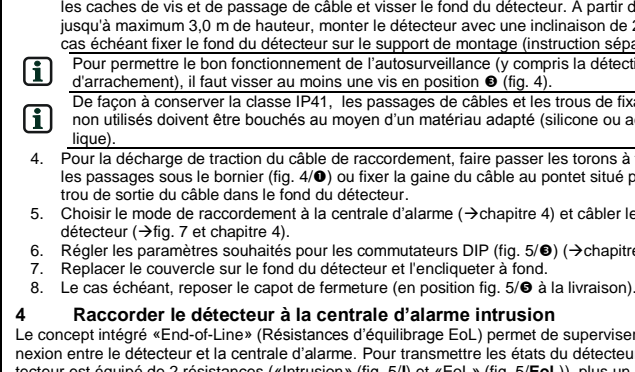 les caches de vis et de passage de câble et visser le fond du détecteur. A partir d
jusqu'à maximum 3,0 m de hauteur, monter le détecteur avec une inclinaison de 2
cas échéant fixer le fond du détecteur sur le support de montage (instruction sépa
Pour permettre le bon fonctionnement de l'autosurveillance (y compris la détecti
d'arrachement), il faut visser au moins une vis en position ❸ (fig. 4).
De façon à conserver la classe IP41, les passages de câbles et les trous de fixa
non utilisés doivent être bouchés au moyen d'un matériau adapté (silicone ou a
lique).
4. Pour la décharge de traction du câble de raccordement, faire passer les torons à
les passages sous le bornier (fig. 4/❶) ou fixer la gaine du câble au pontet situé p
trou de sortie du câble dans le fond du détecteur.
5. Choisir le mode de raccordement à la centrale d'alarme (→chapitre 4) et câbler le
détecteur (→fig. 7 et chapitre 4).
6. Régler les paramètres souhaités pour les commutateurs DIP (fig. 5/❸) (→chapitre
7. Replacer le couvercle sur le fond du détecteur et l'encliqueter à fond.
8. Le cas échéant, reposer le capot de fermeture (en position fig. 5/❺ à la livraison).
4 Raccorder le détecteur à la centrale d'alarme intrusion
Le concept intégré «End-of-Line» (Résistances d'équilibrage EoL) permet de superviser
nexion entre le détecteur et la centrale d'alarme. Pour transmettre les états du détecteur
tecteur est équipé de 2 résistances («Intrusion» (fig. 5/I) et «EoL» (fig. 5/EoL)), plus un